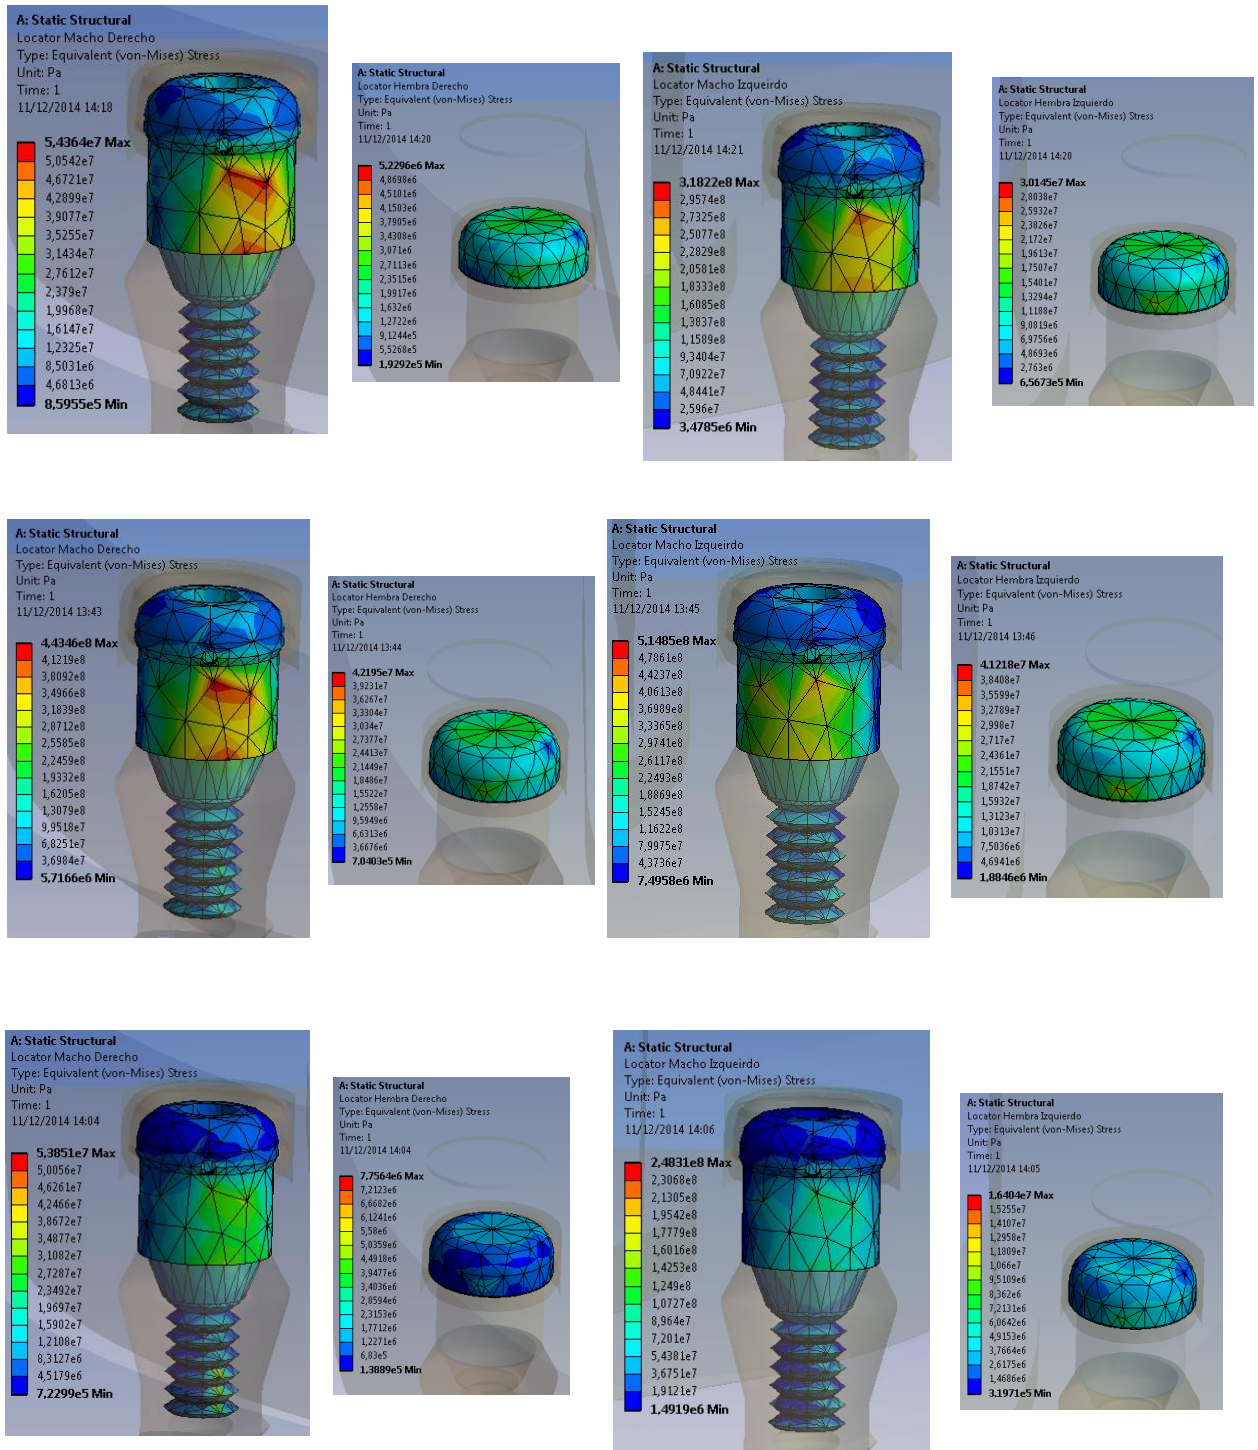 A: Static Structural
Locator Macho Derecho
Type: Equivalent (von-Mises) Stress
Unit: Pa
Time: 1
11/12/2014 14:18
5,4364e7 Max
5,0542e7
4,6721e7
4,2899e7
3,9077e7
3,5255e7
3,1434e7
2,7612e7
2,379e7
1,9968e7
1,6147e7
1,2325e7
8,5031e6
4,6813e6
8,5955e5 Min
A: Static Structural
Locator Hembra Derecho
Type: Equivalent (von-Mises) Stress
Unit: Pa
Time: 1
11/12/2014 14:20
5,2296e6 Max
4,8698e6
4,5101e6
4,1503e6
3,7905e6
3,4308e6
3,071e6
2,7113e6
2,3515e6
1,9917e6
1,632e6
1,2722e6
9,1244e5
5,5268e5
1,9292e5 Min
A: Static Structural
Locator Macho Izqueirdo
Type: Equivalent (von-Mises) Stress
Unit: Pa
Time: 1
11/12/2014 14:21
3,1822e8 Max
2,9574e8
2,7325e8
2,5077e8
2,2829e8
2,0581e8
1,8333e8
1,6085e8
1,3837e8
1,1589e8
9,3404e7
7,0922e7
4,8441e7
2,596e7
3,4785e6 Min
A: Static Structural
Locator Hembra Izquierdo
Type: Equivalent (von-Mises) Stress
Unit: Pa
Time: 1
11/12/2014 14:20
3,0145e7 Max
2,8038e7
2,5932e7
2,3826e7
2,172e7
1,9613e7
1,7507e7
1,5401e7
1,3294e7
1,1188e7
9,0819e6
6,9756e6
4,8693e6
2,763e6
6,5673e5 Min
A: Static Structural
Locator Macho Derecho
Type: Equivalent (von-Mises) Stress
Unit: Pa
Time: 1
11/12/2014 13:43
4,4346e8 Max
4,1219e8
3,8092e8
3,4966e8
3,1839e8
2,8712e8
2,5585e8
2,2459e8
1,9332e8
1,6205e8
1,3079e8
9,9518e7
6,8251e7
3,6984e7
5,7166e6 Min
A: Static Structural
Locator Hembra Derecho
Type: Equivalent (von-Mises) Stress
Unit: Pa
Time: 1
11/12/2014 13:44
4,2195e7 Max
3,9231e7
3,6267e7
3,3304e7
3,034e7
2,7377e7
2,4413e7
2,1449e7
1,8486e7
1,5522e7
1,2558e7
9,5949e6
6,6313e6
3,6676e6
7,0403e5 Min
A: Static Structural
Locator Macho Izqueirdo
Type: Equivalent (von-Mises) Stress
Unit: Pa
Time: 1
11/12/2014 13:45
5,1485e8 Max
4,7861e8
4,4237e8
4,0613e8
3,6989e8
3,3365e8
2,9741e8
2,6117e8
2,2493e8
1,8869e8
1,5245e8
1,1622e8
7,9975e7
4,3736e7
7,4958e6 Min
A: Static Structural
Locator Hembra Izquierdo
Type: Equivalent (von-Mises) Stress
Unit: Pa
Time: 1
11/12/2014 13:46
4,1218e7 Max
3,8408e7
3,5599e7
3,2789e7
2,998e7
2,717e7
2,4361e7
2,1551e7
1,8742e7
1,5932e7
1,3123e7
1,0313e7
7,5036e6
4,6941e6
1,8846e6 Min
A: Static Structural
Locator Macho Derecho
Type: Equivalent (von-Mises) Stress
Unit: Pa
Time: 1
11/12/2014 14:04
5,3851e7 Max
5,0056e7
4,6261e7
4,2466e7
3,8672e7
3,4877e7
3,1082e7
2,7287e7
2,3492e7
1,9697e7
1,5902e7
1,2108e7
8,3127e6
4,5179e6
7,2299e5 Min
A: Static Structural
Locator Hembra Derecho
Type: Equivalent (von-Mises) Stress
Unit: Pa
Time: 1
11/12/2014 14:04
7,7564e6 Max
7,2123e6
6,6682e6
6,1241e6
5,58e6
5,0359e6
4,4918e6
3,9477e6
3,4036e6
2,8594e6
2,3153e6
1,7712e6
1,2271e6
6,83e5
1,3889e5 Min
A: Static Structural
Locator Macho Izqueirdo
Type: Equivalent (von-Mises) Stress
Unit: Pa
Time: 1
11/12/2014 14:06
2,4831e8 Max
2,3068e8
2,1305e8
1,9542e8
1,7779e8
1,6016e8
1,4253e8
1,249e8
1,0727e8
8,964e7
7,201e7
5,4381e7
3,6751e7
1,9121e7
1,4919e6 Min
A: Static Structural
Locator Hembra Izquierdo
Type: Equivalent (von-Mises) Stress
Unit: Pa
Time: 1
11/12/2014 14:05
1,6404e7 Max
1,5255e7
1,4107e7
1,2958e7
1,1809e7
1,066e7
9,5109e6
8,362e6
7,2131e6
6,0642e6
4,9153e6
3,7664e6
2,6175e6
1,4686e6
3,1971e5 Min